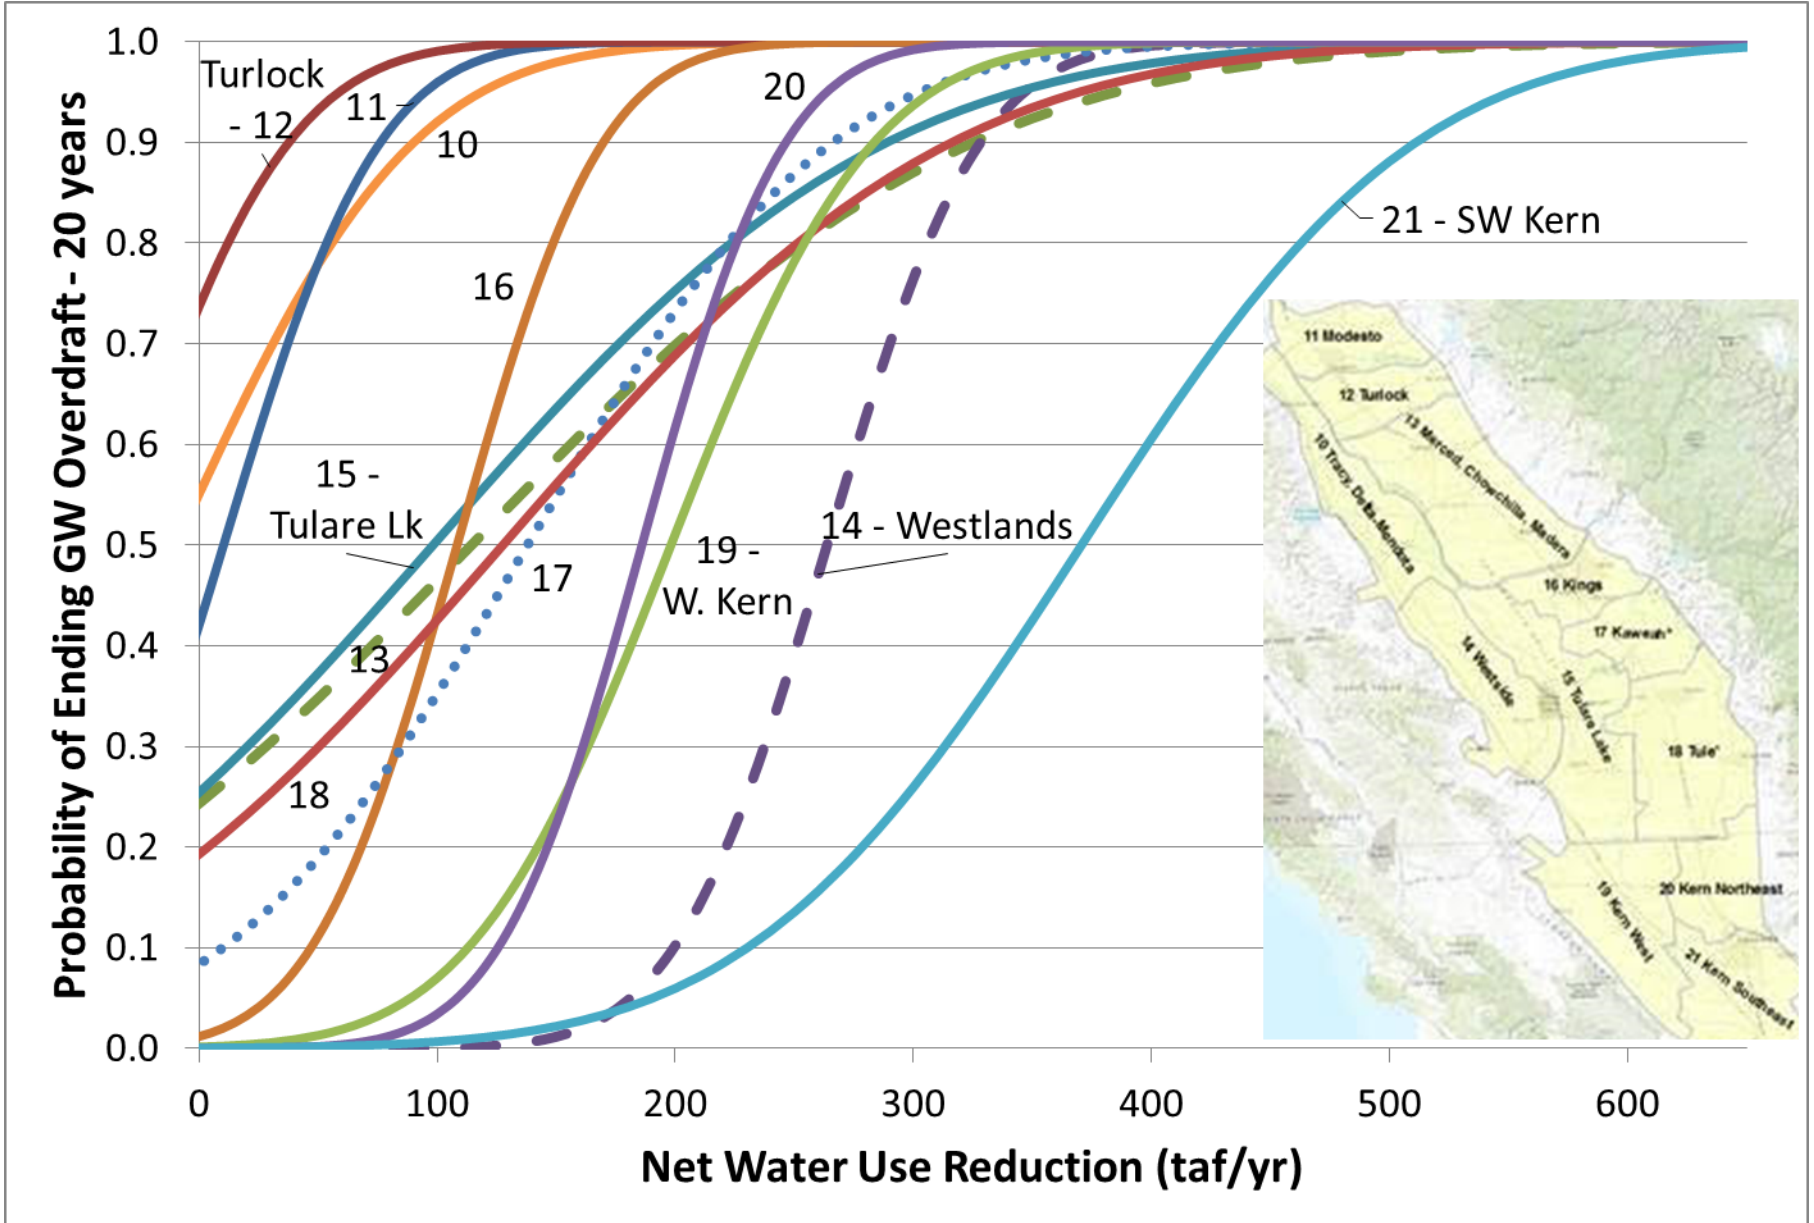 Probability of Ending GW Overdraft - 20 years
1.0
0.9
0.8
0.7
0.6
0.5
0.4
0.3
0.2
0.1
0.0
Turlock
- 12
11
10
16
20
15 -
Tulare Lk
13
18
17
19 -
W. Kern
14 - Westlands
21 - SW Kern
0
100
200
300
400
500
600
Net Water Use Reduction (taf/yr)
11 Modesto
12 Turlock
13 Merced, Chowchilla, Madera
10 Tracy, Delta-Mendota
16 Kings
17 Kaweah*
14 Westside
15 Tulare Lake
18 Tule*
20 Kern Northeast
19 Kern West
21 Kern Southeast